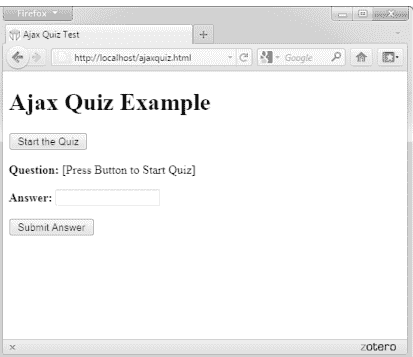 Firefox
Ajax Quiz Test
http://localhost/ajaxquiz.html
Google
Ajax Quiz Example
Start the Quiz
Question: [Press Button to Start Quiz]
Answer:
Submit Answer
zotero